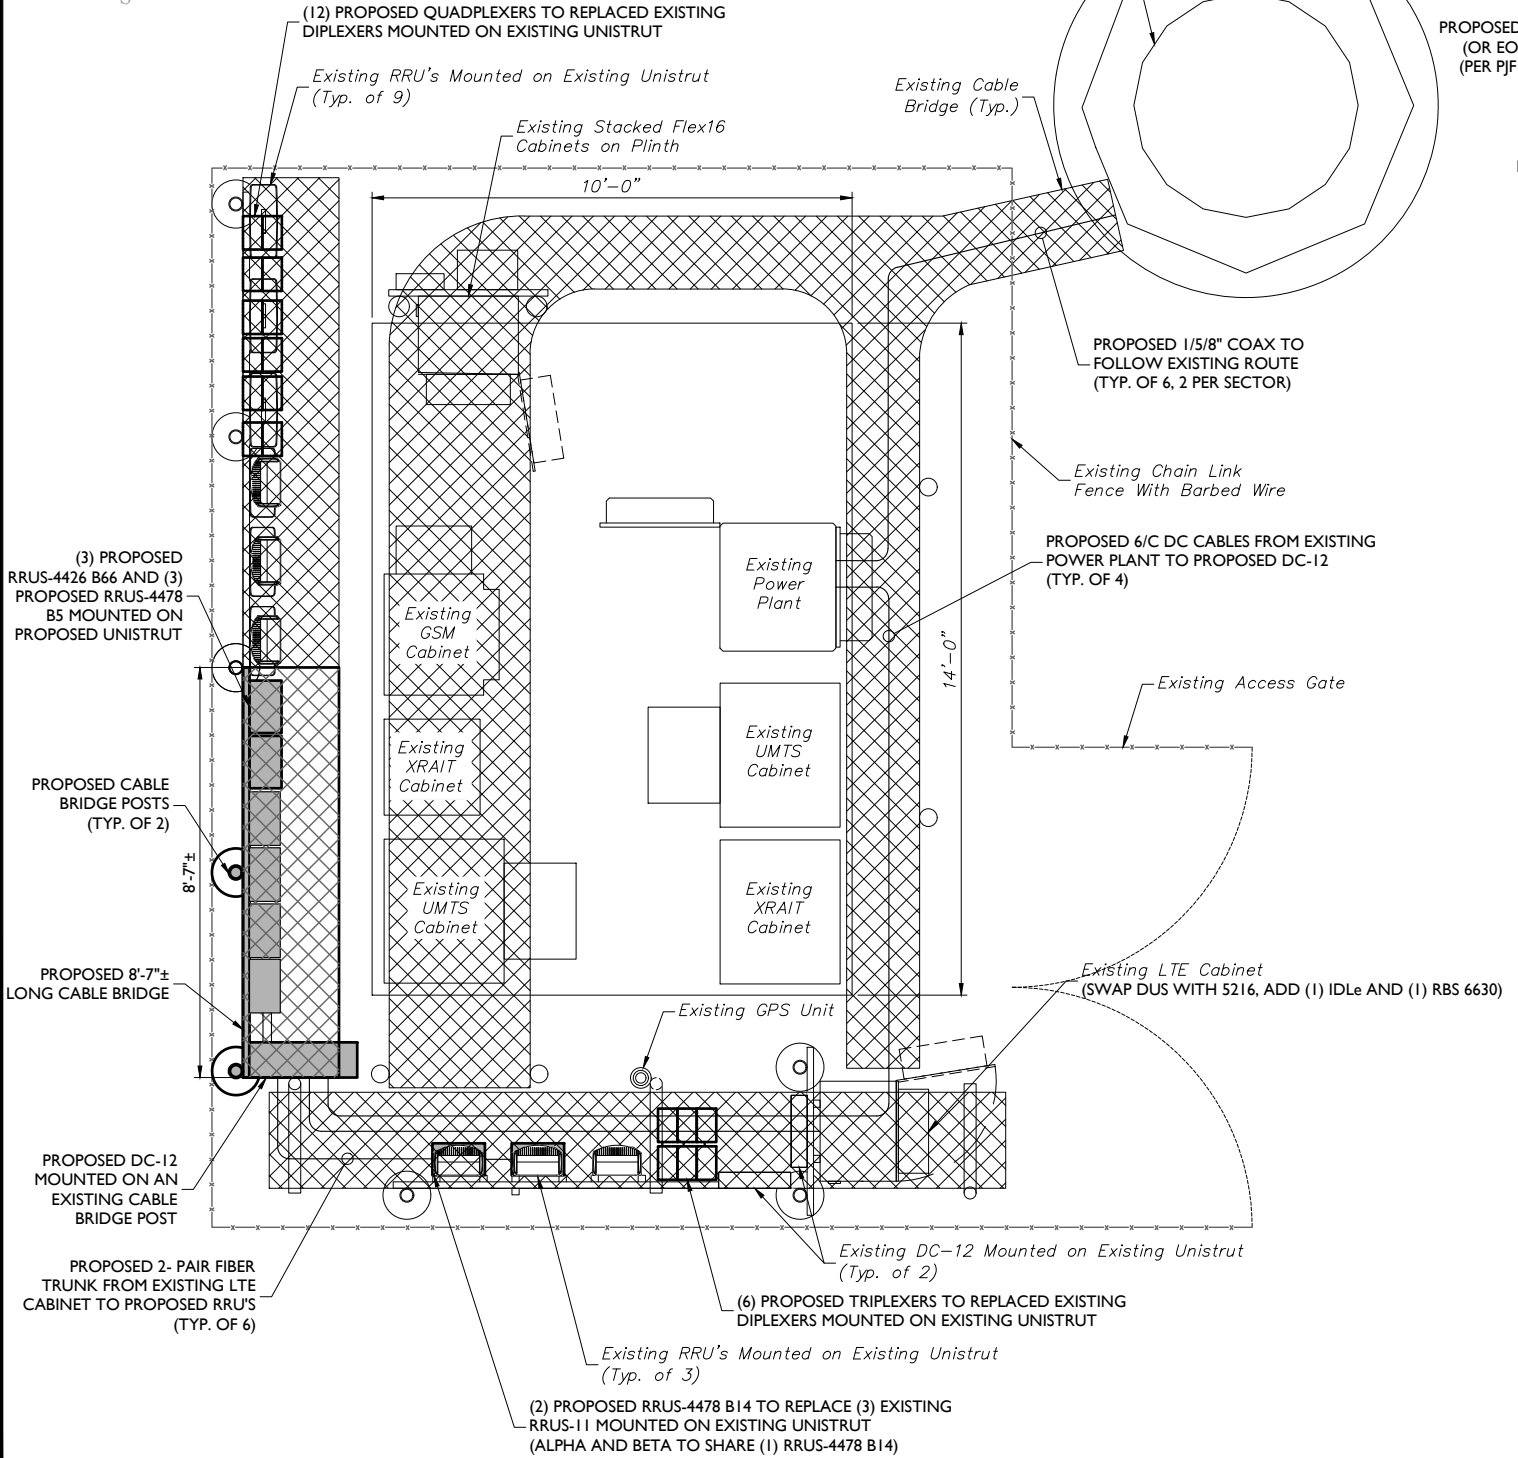 (12) PROPOSED QUADPLEXERS TO REPLACED EXISTING
DIPLEXERS MOUNTED ON EXISTING UNISTRUT
Existing RRU's Mounted on Existing Unistrut
(Typ. of 9)
Existing Stacked Flex16
Cabinets on Plinth
Existing Cable
Bridge (Typ.)
PROPOSED
(PER PJF
10'-0"
PROPOSED 1/5/8" COAX TO
FOLLOW EXISTING ROUTE
(TYP. OF 6, 2 PER SECTOR)
Existing Chain Link
Fence With Barbed Wire
(3) PROPOSED
RRUS-4426 B66 AND (3)
PROPOSED RRUS-4478
B5 MOUNTED ON
PROPOSED UNISTRUT
PROPOSED 6/C DC CABLES FROM EXISTING
POWER PLANT TO PROPOSED DC-12
(TYP. OF 4)
Existing
Power
Plant
Existing
GSM
Cabinet
14'-0"
Existing Access Gate
Existing
XRAIT
Cabinet
Existing
UMTS
Cabinet
PROPOSED CABLE
BRIDGE POSTS
(TYP. OF 2)
8'-7"±
Existing
UMTS
Cabinet
Existing
XRAIT
Cabinet
PROPOSED 8'-7"±
LONG CABLE BRIDGE
Existing LTE Cabinet
(SWAP DUS WITH 5216, ADD (1) IDLe AND (1) RBS 6630)
Existing GPS Unit
PROPOSED DC-12
MOUNTED ON AN
EXISTING CABLE
BRIDGE POST
PROPOSED 2- PAIR FIBER
TRUNK FROM EXISTING LTE
CABINET TO PROPOSED RRU'S
(TYP. OF 6)
Existing DC-12 Mounted on Existing Unistrut
(Typ. of 2)
(6) PROPOSED TRIPLEXERS TO REPLACED EXISTING
DIPLEXERS MOUNTED ON EXISTING UNISTRUT
Existing RRU's Mounted on Existing Unistrut
(Typ. of 3)
(2) PROPOSED RRUS-4478 B14 TO REPLACE (3) EXISTING
RRUS-11 MOUNTED ON EXISTING UNISTRUT
(ALPHA AND BETA TO SHARE (1) RRUS-4478 B14)